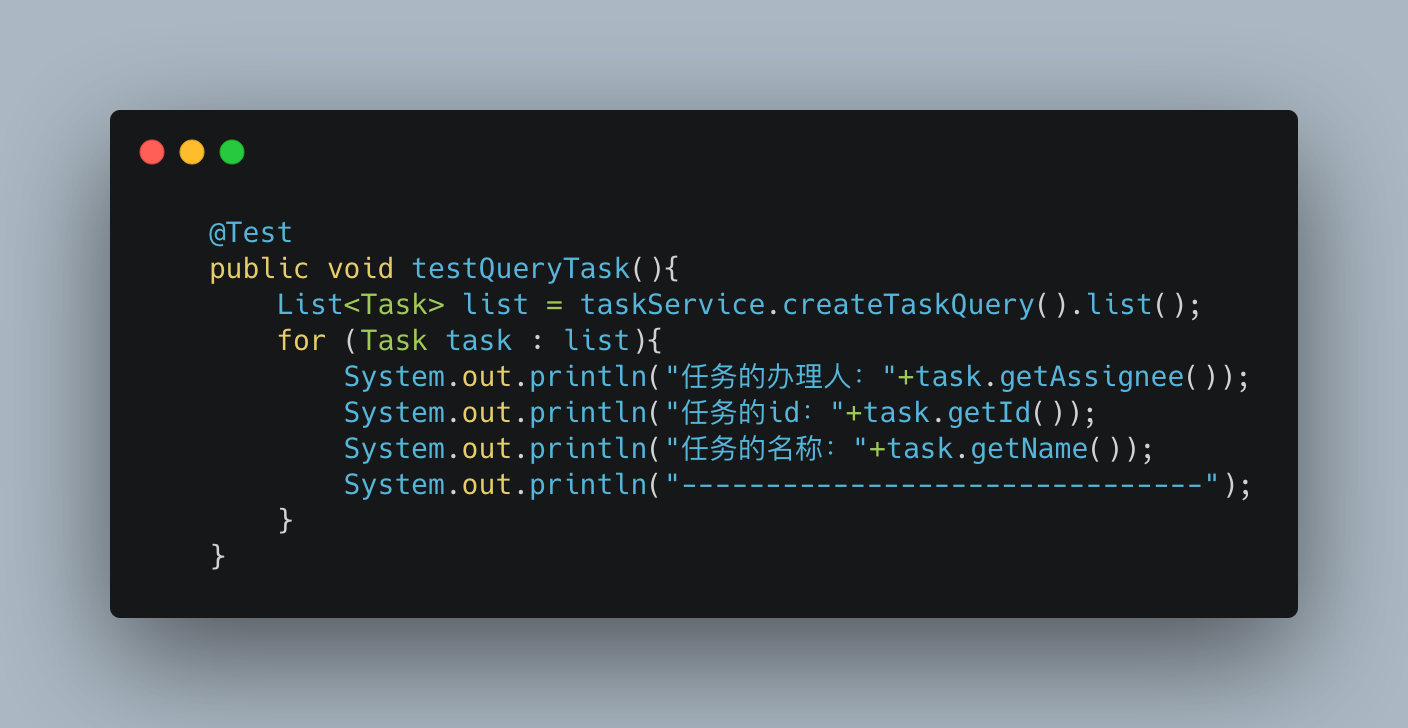 @Test
public void testQueryTask(){
    List<Task> list = taskService.createTaskQuery().list();
    for (Task task : list){
        System.out.println("任务的办理人："+task.getAssignee());
        System.out.println("任务的id："+task.getId());
        System.out.println("任务的名称："+task.getName());
        System.out.println("-------------------------------");
    }
}